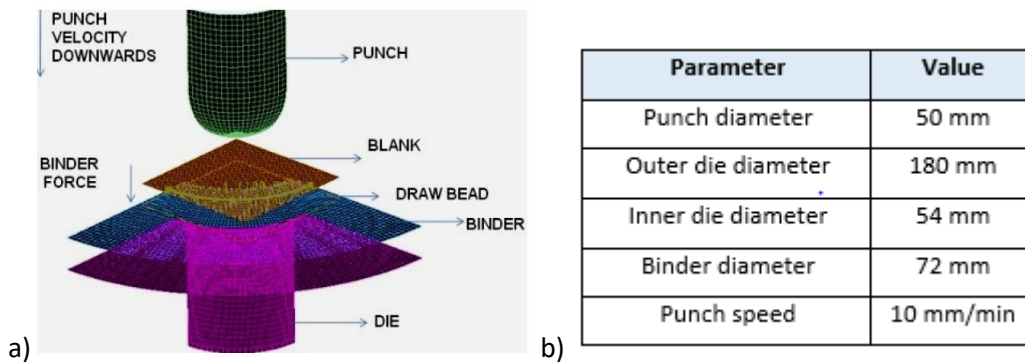 PUNCH
VELOCITY
DOWNWARDS
PUNCH
BLANK
BINDER
FORCE
DRAW BEAD
BINDER
DIE
a)
b)
Parameter Value
Punch diameter 50 mm
Outer die diameter 180 mm
Inner die diameter 54 mm
Binder diameter 72 mm
Punch speed 10 mm/min